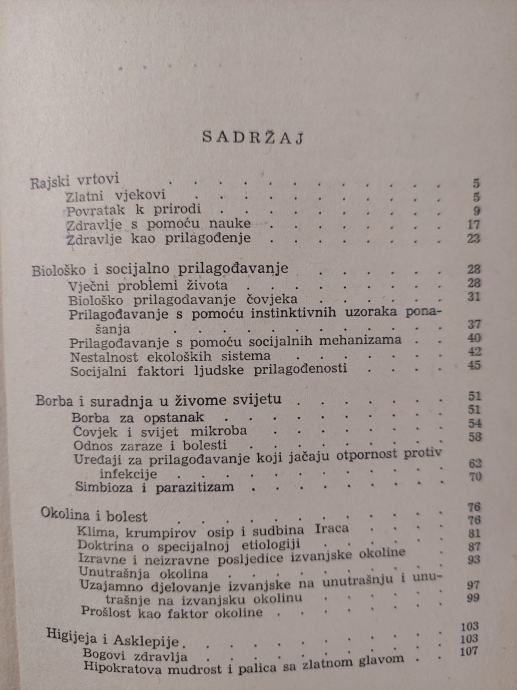 SADRŽAJ
Rajski vrtovi . . . . . . . . . . . 5
Zlatni vjekovi . . . . . . . . . . 5
Povratak k prirodi . . . . . . . . . 9
Zdravlje s pomoću nauke . . . . . . . 17
Zdravlje kao prilagođenje . . . . . . . 23
Biološko i socijalno prilagođavanje . . . . . 28
Vječni problemi života . . . . . . . . 28
Biološko prilagođavanje čovjeka . . . . . 31
Prilagođavanje s pomoću instinktivnih uzoraka pona-
šanja . . . . . . . . . . 37
Prilagođavanje s pomoću socijalnih mehanizama . . 40
Nestalnost ekoloških sistema . . . . . . 42
Socijalni faktori ljudske prilagođenosti . . . . 45
Borba i suradnja u živome svijetu . . . . . . 51
Borba za opstanak . . . . . . . . 51
Čovjek i svijet mikroba . . . . . . . 54
Odnos zaraze i bolesti . . . . . . . 58
Uređaji za prilagođavanje koji jačaju otpornost protiv
infekcije . . . . . . . . . . 62
Simbioza i parazitizam . . . . . . . 70
Okolina i bolest . . . . . . . . . . 76
Klima, krumpirov osip i sudbina Iraca . . . . 76
Doktrina o specijalnoj etiologiji . . . . . 81
Izravne i neizravne posljedice izvanjske okoline . 87
Unutrašnja okolina . . . . . . . . 93
Uzajamno djelovanje izvanjske na unutrašnju i unu-
trašnje na izvanjsku okolinu . . . . . 97
Prošlost kao faktor okoline . . . . . . 99
Higijeja i Asklepije . . . . . . . . . 103
Bogovi zdravlja . . . . . . . . . 103
Hipokratova mudrost i palica sa zlatnom glavom . . 107